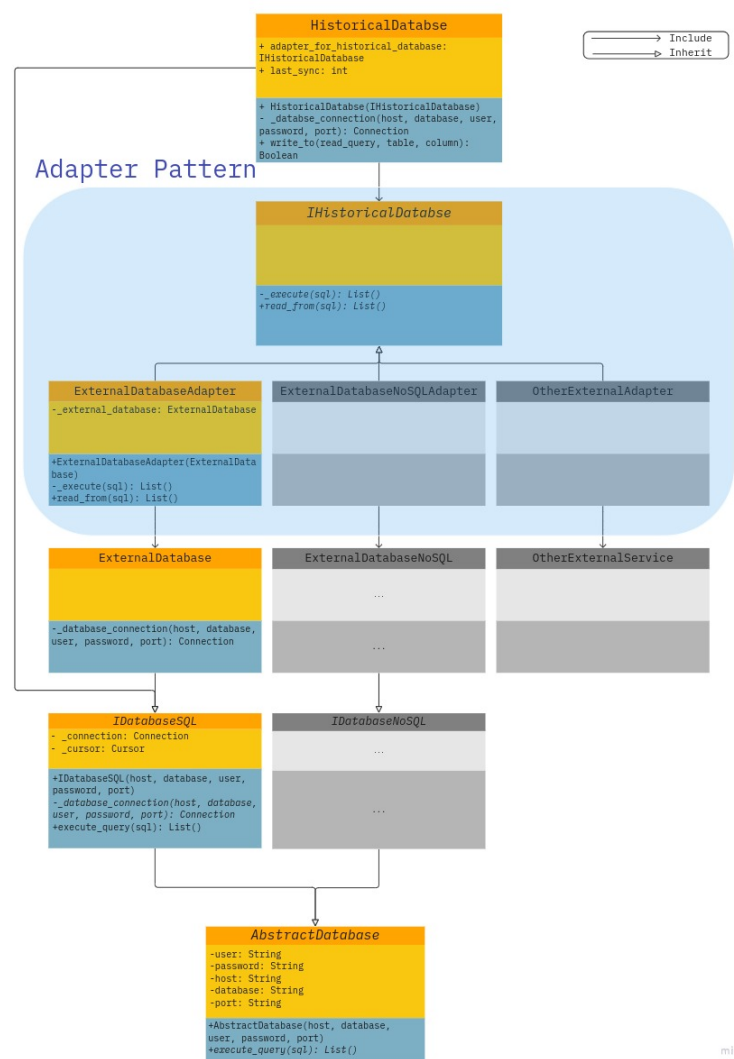 HistoricalDatabse
+ adapter_for_historical_database:
IHistoricalDatabase
+ last_sync: int
+ HistoricalDatabse(IHistoricalDatabase)
- _databse_connection(host, database, user,
password, port): Connection
+ write_to(read_query, table, column):
Boolean
Include
Inherit
Adapter Pattern
IHistoricalDatabse
-_execute(sql): List()
+read_from(sql): List()
ExternalDatabaseAdapter
-_external_database: ExternalDatabase
+ExternalDatabaseAdapter(ExternalData
base)
-_execute(sql): List()
+read_from(sql): List()
ExternalDatabaseNoSQLAdapter
OtherExternalAdapter
ExternalDatabase
-_database_connection(host, database,
user, password, port): Connection
ExternalDatabaseNoSQL
...
...
OtherExternalService
IDatabaseSQL
- _connection: Connection
- _cursor: Cursor
+IDatabaseSQL(host, database, user,
password, port)
-_database_connection(host, database,
user, password, port): Connection
+execute_query(sql): List()
IDatabaseNoSQL
...
...
AbstractDatabase
-user: String
-password: String
-host: String
-database: String
-port: String
+AbstractDatabase(host, database,
user, password, port)
+execute_query(sql): List()
mi